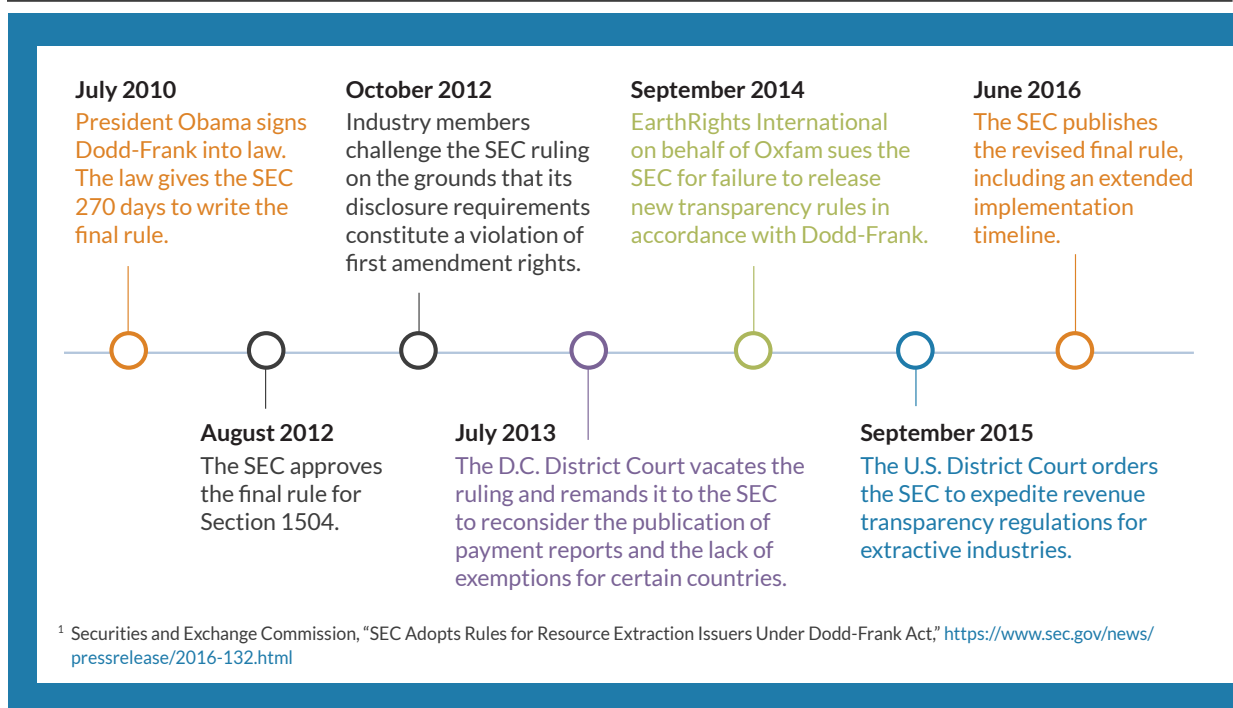 July 2010
President Obama signs
Dodd-Frank into law.
The law gives the SEC
270 days to write the
final rule.
October 2012
Industry members
challenge the SEC ruling
on the grounds that its
disclosure requirements
constitute a violation of
first amendment rights.
September 2014
EarthRights International
on behalf of Oxfam sues the
SEC for failure to release
new transparency rules in
accordance with Dodd-Frank.
June 2016
The SEC publishes
the revised final rule,
including an extended
implementation
timeline.
August 2012
The SEC approves
the final rule for
Section 1504.
July 2013
The D.C. District Court vacates the
ruling and remands it to the SEC
to reconsider the publication of
payment reports and the lack of
exemptions for certain countries.
September 2015
The U.S. District Court orders
the SEC to expedite revenue
transparency regulations for
extractive industries.
1 Securities and Exchange Commission, “SEC Adopts Rules for Resource Extraction Issuers Under Dodd-Frank Act,” https://www.sec.gov/news/
pressrelease/2016-132.html